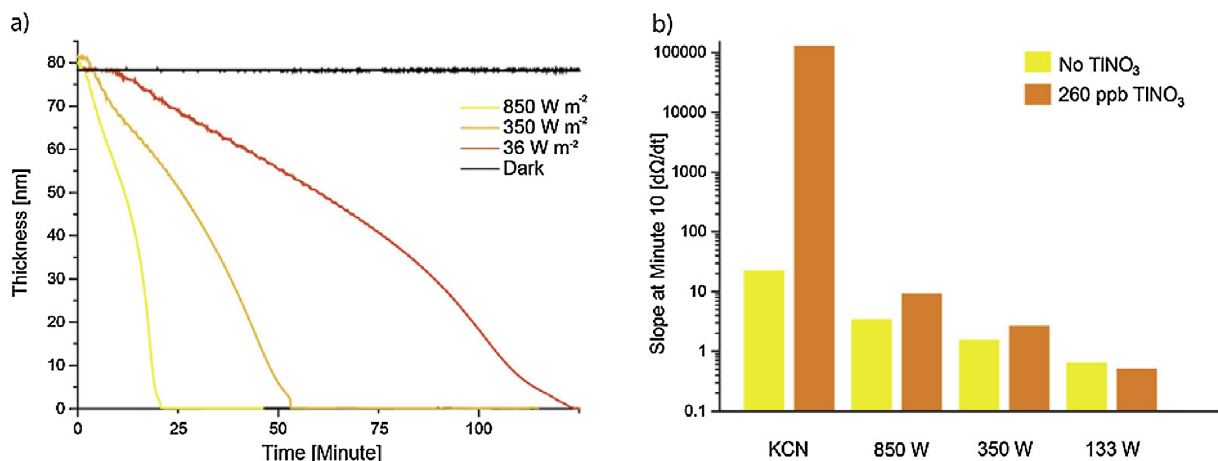 a)
80
70
60
50
40
30
20
10
0
Thickness [nm]
850 W m⁻²
350 W m⁻²
36 W m⁻²
Dark
0 25 50 75 100
Time [Minute]
b)
100000
10000
1000
100
10
1
0.1
Slope at Minute 10 [dΩ/dt]
No TlNO₃
260 ppb TlNO₃
KCN 850 W 350 W 133 W